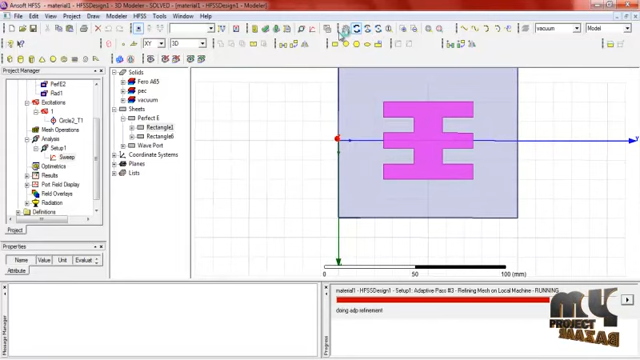 Ansoft HFSS - [material1 - HFSSDesign1 - 3D Modeler - SOLVED] - [material1 - HFSSDesign1 - Modeler]
File Edit View Project Draw Modeler HFSS Tools Window Help
vacuum Model
XY 3D
Project Manager
PerfE2
Rad1
Excitations
1
Circle2_T1
Mesh Operations
Analysis
Setup1
Sweep
Optimetrics
Results
Port Field Display
Field Overlays
Radiation
Definitions
Project
Properties
Name Value Unit Evalua
Attribute
Solids
pec
vacuum
Sheets
Perfect E
Rectangle1
Rectangle6
Wave Port
Coordinate Systems
Planes
Lists
Y
0 50 100 (mm)
Message Manager
Progress
material1 - HFSSDesign1 - Setup1: Adaptive Pass #3 - Refining Mesh on Local Machine - RUNNING
doing adp refinement
PROJECT
BAZAAR